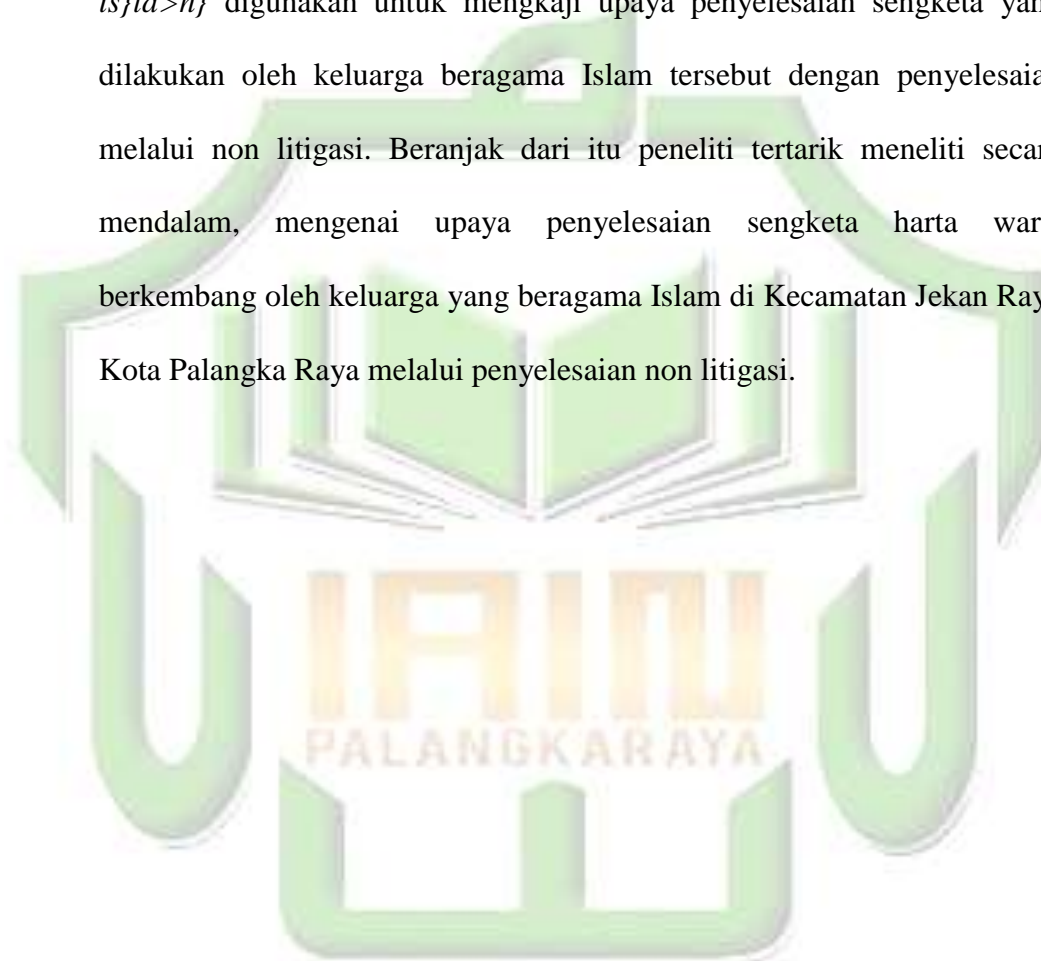 digunakan untuk mengkaji upaya penyelesaian sengketa yan
dilakukan oleh keluarga beragama Islam tersebut dengan penyelesaia
melalui non litigasi. Beranjak dari itu peneliti tertarik meneliti secar
mendalam, mengenai upaya penyelesaian sengketa harta war
berkembang oleh keluarga yang beragama Islam di Kecamatan Jekan Ray
Kota Palangka Raya melalui penyelesaian non litigasi.
IAIN
PALANGKARAYA